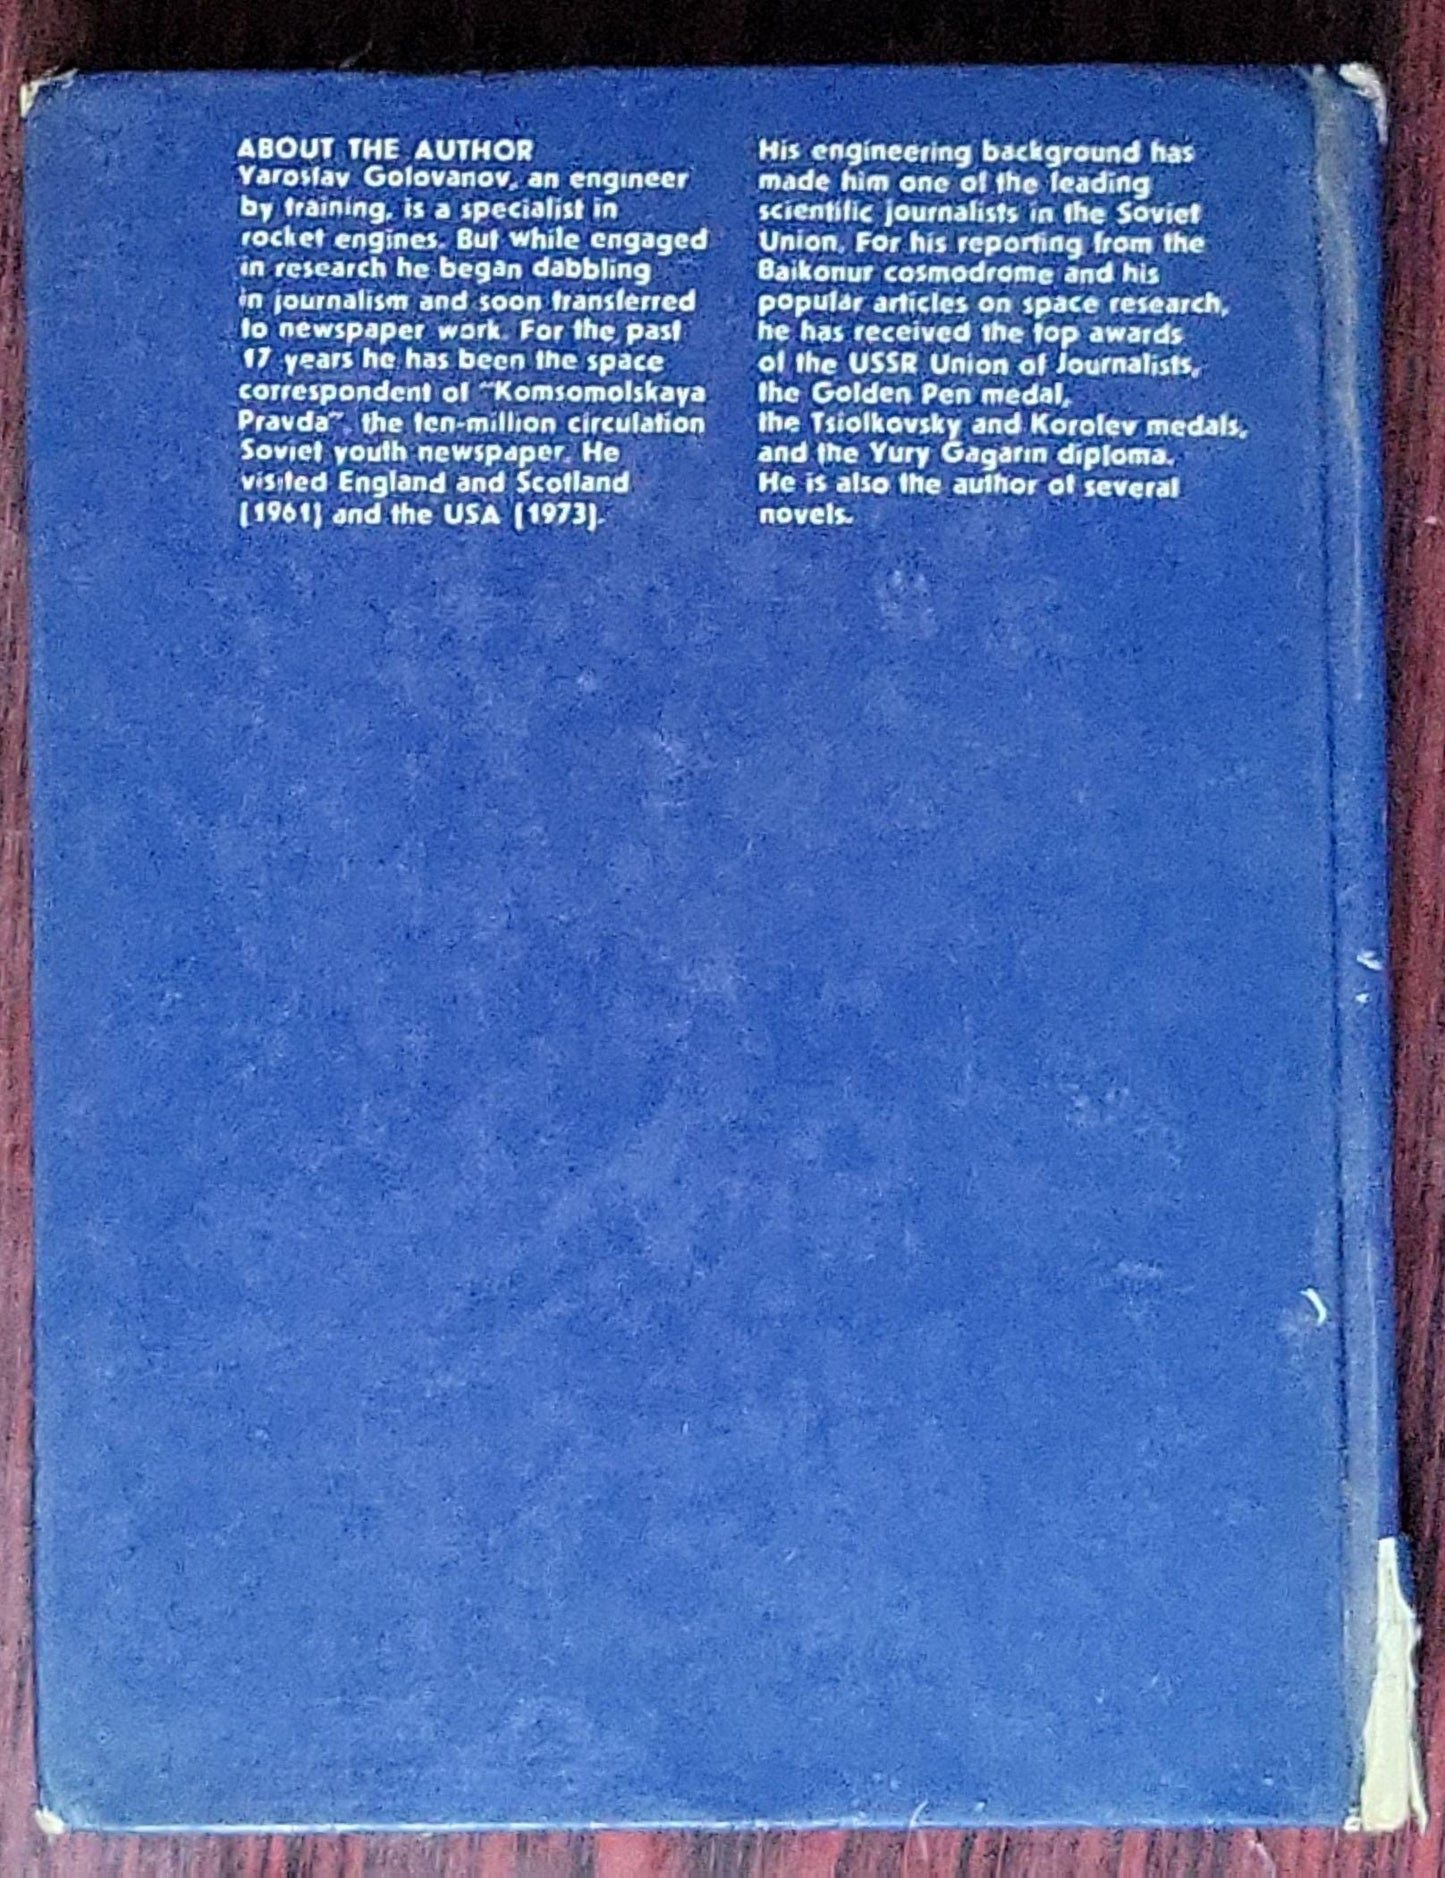 ABOUT THE AUTHOR
Yaroslav Golovanov, an engineer
by training, is a specialist in
rocket engines. But while engaged
in research he began dabbling
in journalism and soon transferred
to newspaper work. For the past
17 years he has been the space
correspondent of "Komsomolskaya
Pravda", the ten-million circulation
Soviet youth newspaper. He
visited England and Scotland
(1961) and the USA (1973).
His engineering background has
made him one of the leading
scientific journalists in the Soviet
Union. For his reporting from the
Baikonur cosmodrome and his
popular articles on space research,
he has received the top awards
of the USSR Union of Journalists,
the Golden Pen medal,
the Tsiolkovsky and Korolev medals,
and the Yury Gagarin diploma.
He is also the author of several
novels.